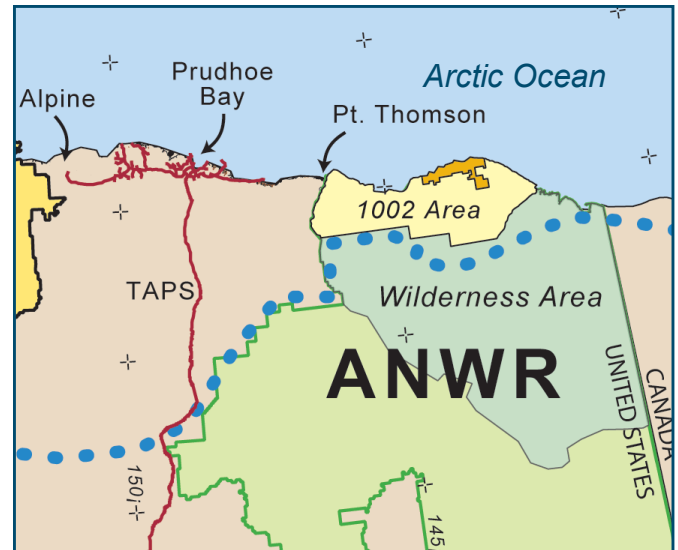 Arctic Ocean
Prudhoe
Bay
Alpine
Pt. Thomson
1002 Area
TAPS
Wilderness Area
ANWR
UNITED STATES
CANADA
150¡
145